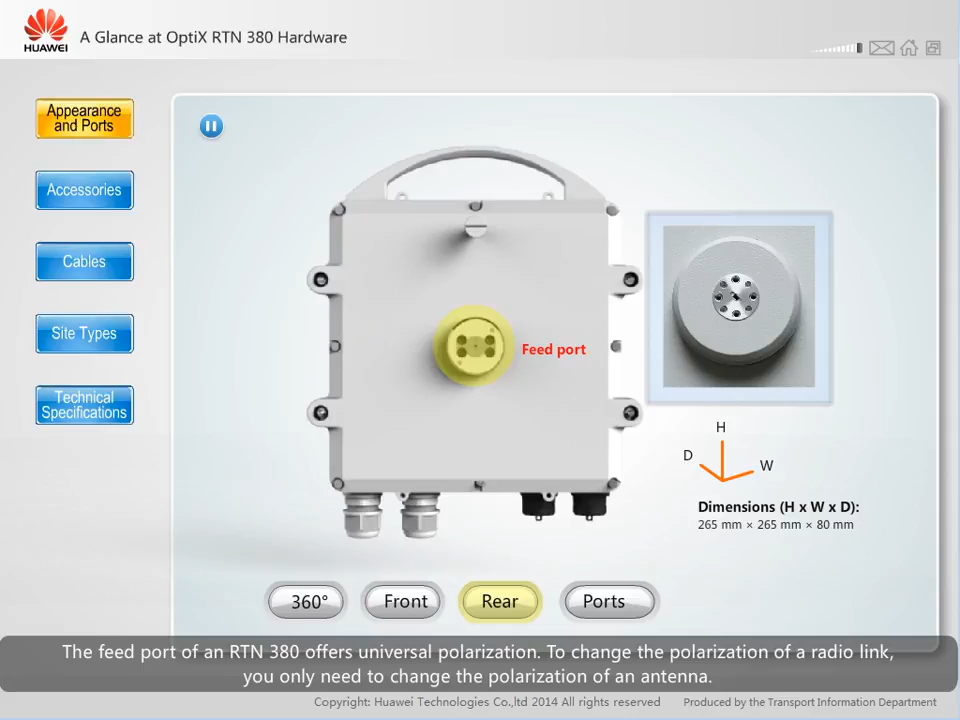 HUAWEI
A Glance at OptiX RTN 380 Hardware
Appearance
and Ports
Accessories
Cables
Site Types
Technical
Specifications
Feed port
H
D
W
Dimensions (H x W x D):
265 mm × 265 mm × 80 mm
360°
Front
Rear
Ports
The feed port of an RTN 380 offers universal polarization. To change the polarization of a radio link,
you only need to change the polarization of an antenna.
Copyright: Huawei Technologies Co.,ltd 2014 All rights reserved
Produced by the Transport Information Department